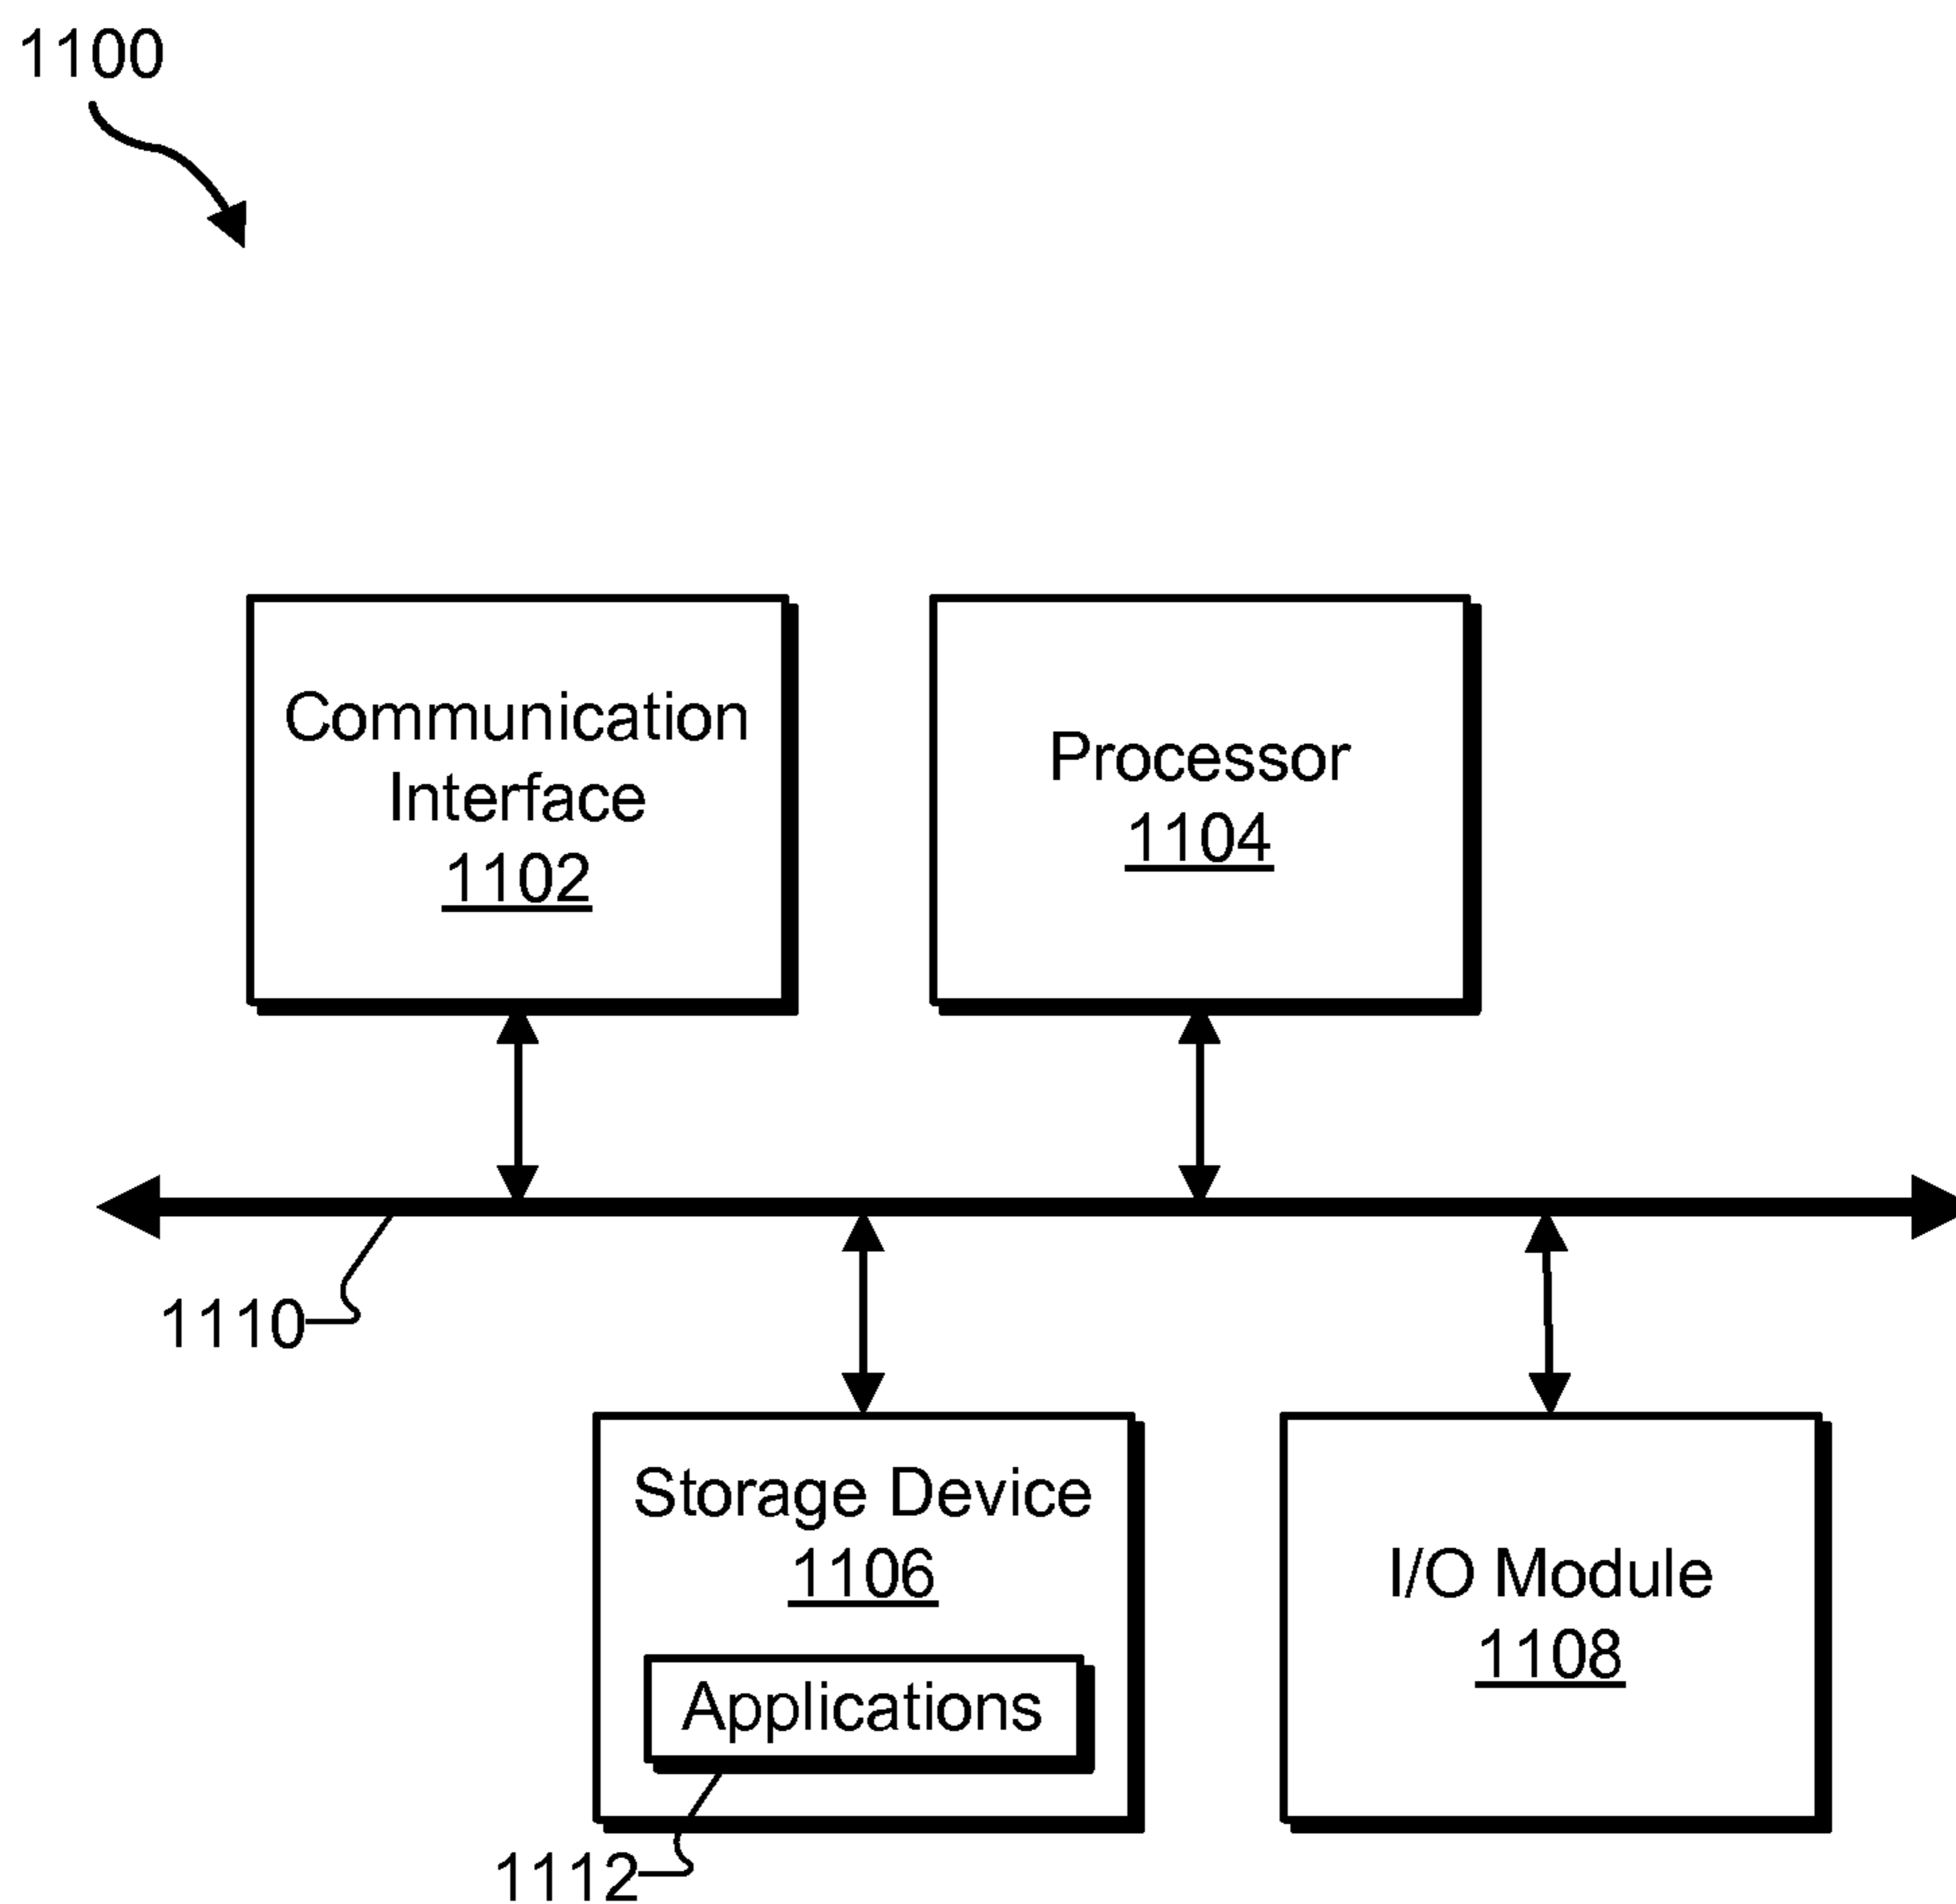 1100
Communication
Interface
1102
Processor
1104
1110
Storage Device
1106
Applications
1112
I/O Module
1108